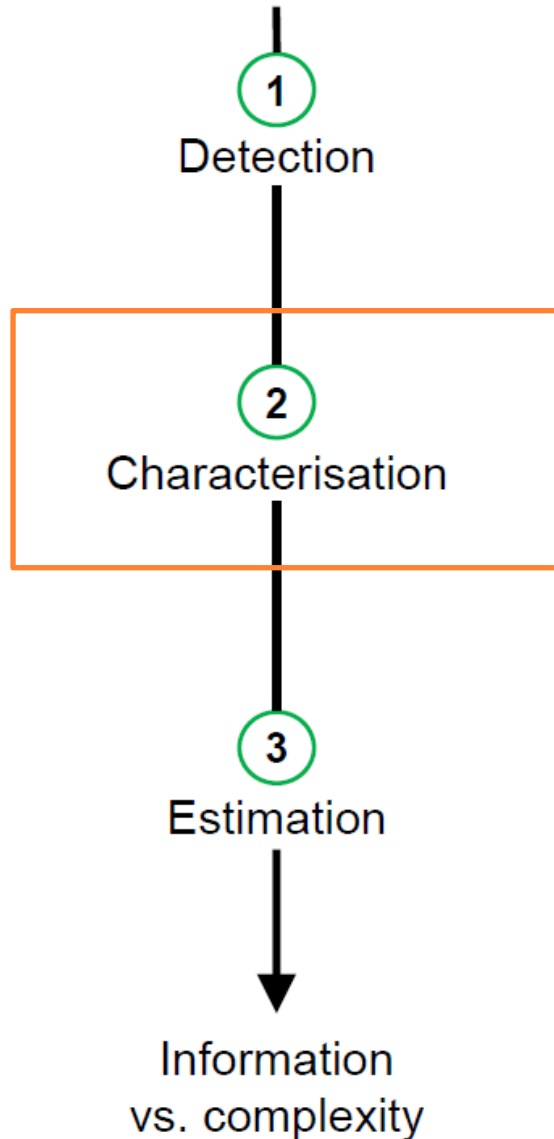 1
Detection
2
Characterisation
3
Estimation
Information
vs. complexity